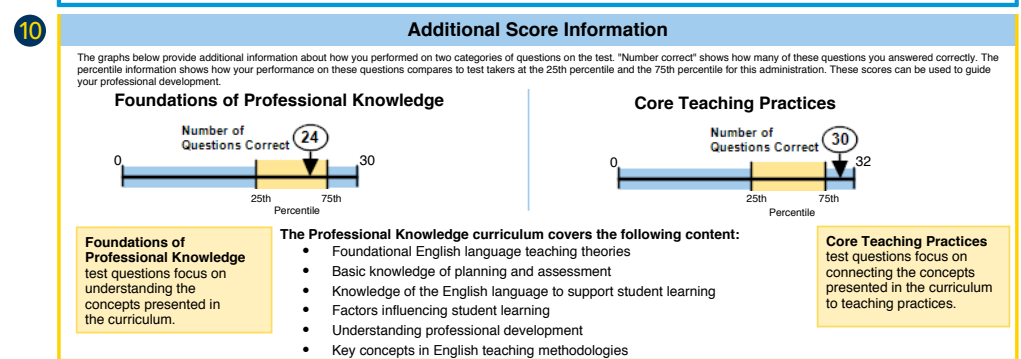 10
Additional Score Information
The graphs below provide additional information about how you performed on two categories of questions on the test. "Number correct" shows how many of these questions you answered correctly. The
percentile information shows how your performance on these questions compares to test takers at the 25th percentile and the 75th percentile for this administration. These scores can be used to guide
your professional development.
Foundations of Professional Knowledge
Number of
Questions Correct
24
0
30
25th
75th
Percentile
Core Teaching Practices
Number of
Questions Correct
30
0
32
25th
75th
Percentile
Foundations of
Professional Knowledge
test questions focus on
understanding the
concepts presented in
the curriculum.
The Professional Knowledge curriculum covers the following content:
• Foundational English language teaching theories
• Basic knowledge of planning and assessment
• Knowledge of the English language to support student learning
• Factors influencing student learning
• Understanding professional development
• Key concepts in English teaching methodologies
Core Teaching Practices
test questions focus on
connecting the concepts
presented in the curriculum
to teaching practices.